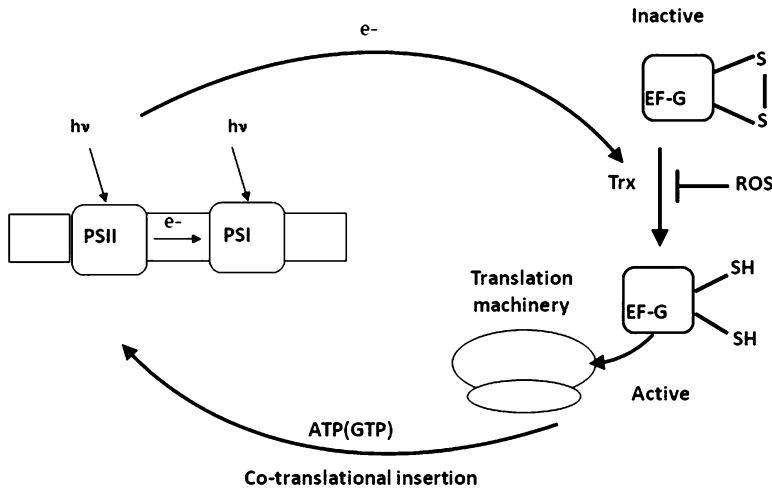 e-
Inactive
S
EF-G
S
hν
hν
Trx
ROS
PSII
e-
PSI
Translation
machinery
SH
EF-G
SH
Active
ATP(GTP)
Co-translational insertion